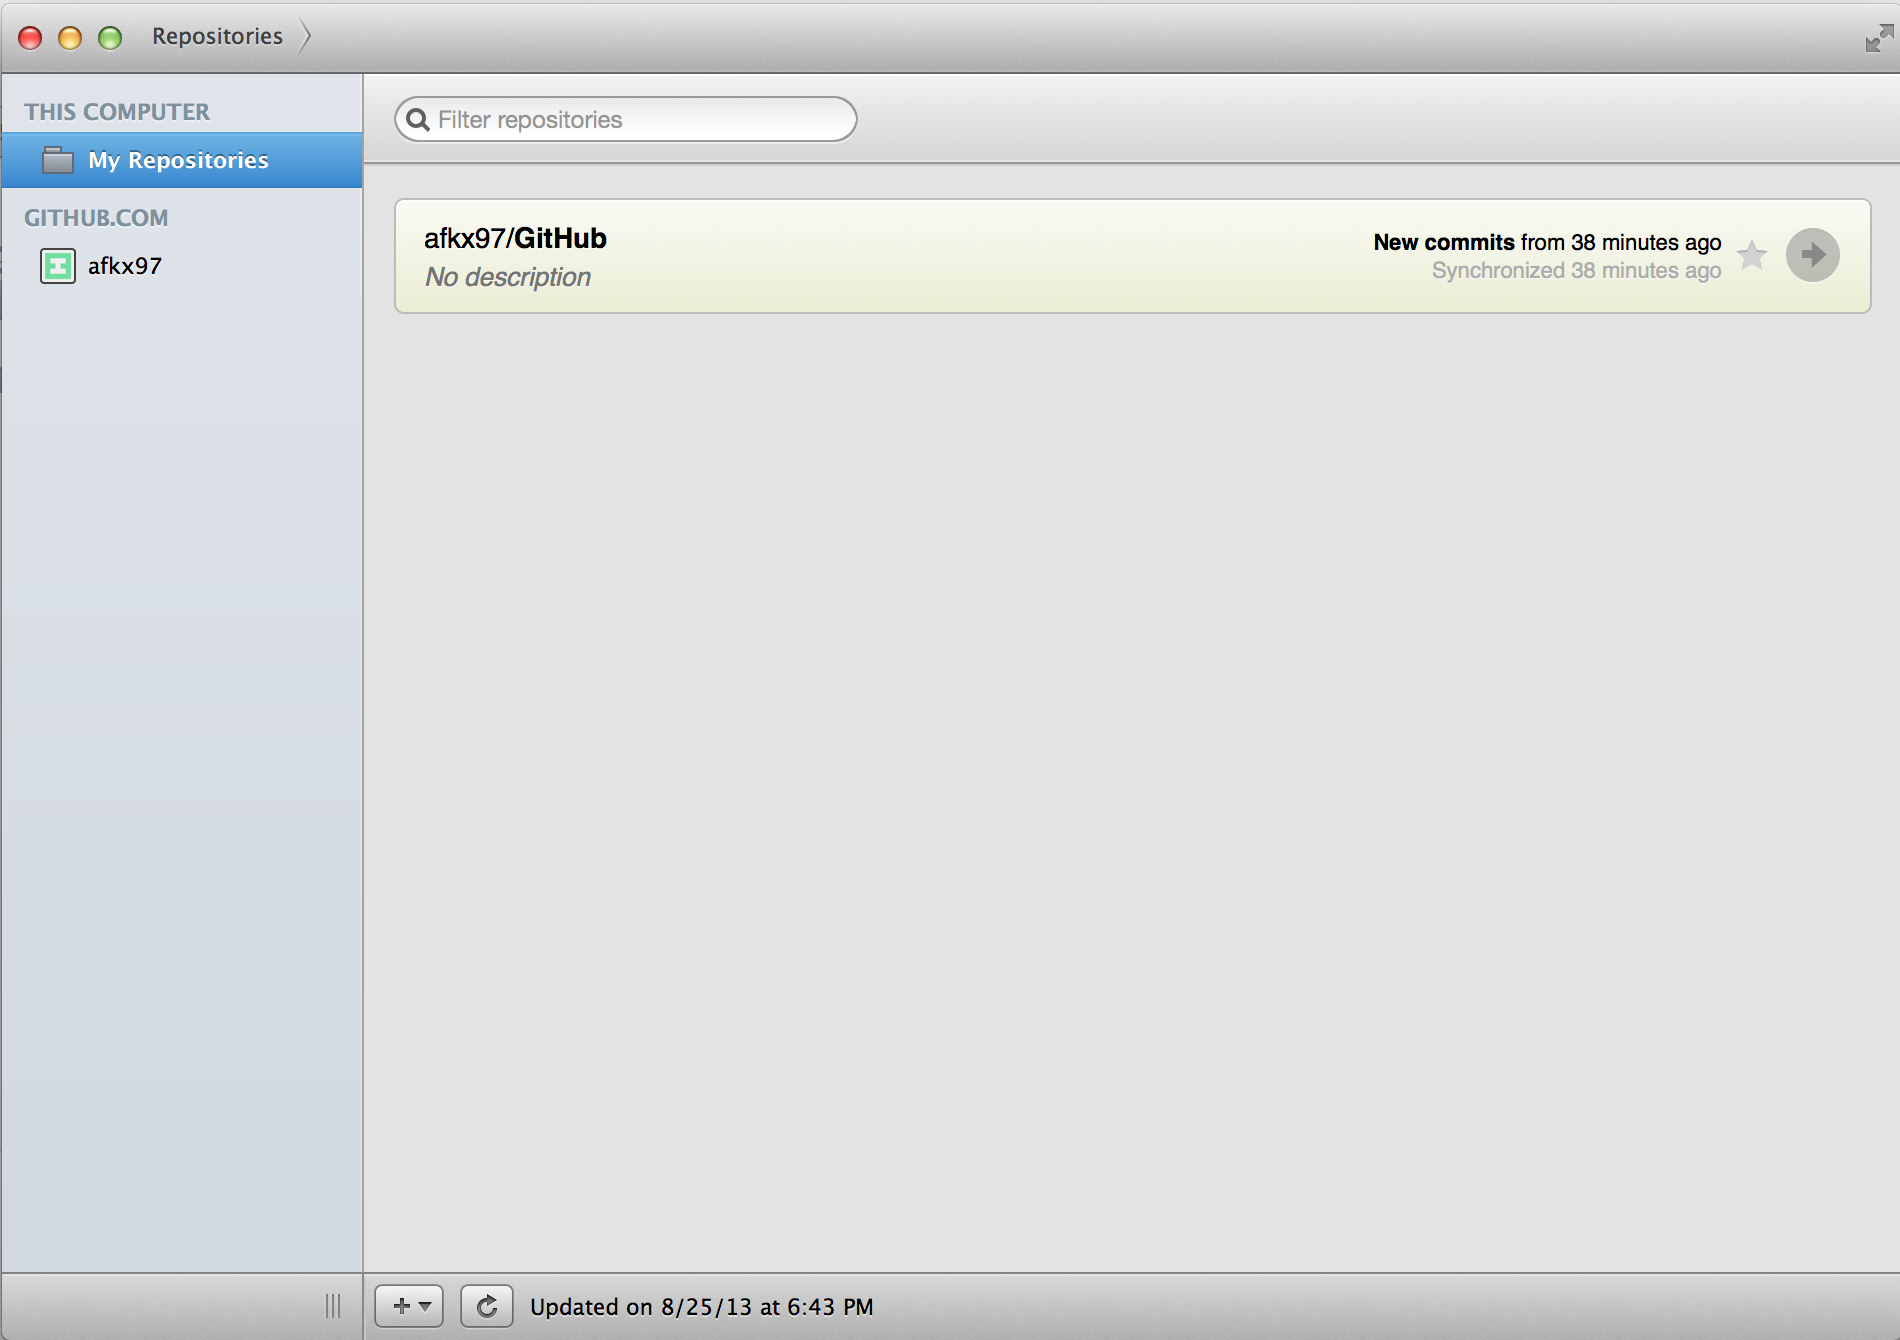 Repositories
THIS COMPUTER
My Repositories
GITHUB.COM
afkx97
Filter repositories
afkx97/GitHub
No description
New commits from 38 minutes ago
Synchronized 38 minutes ago
Updated on 8/25/13 at 6:43 PM